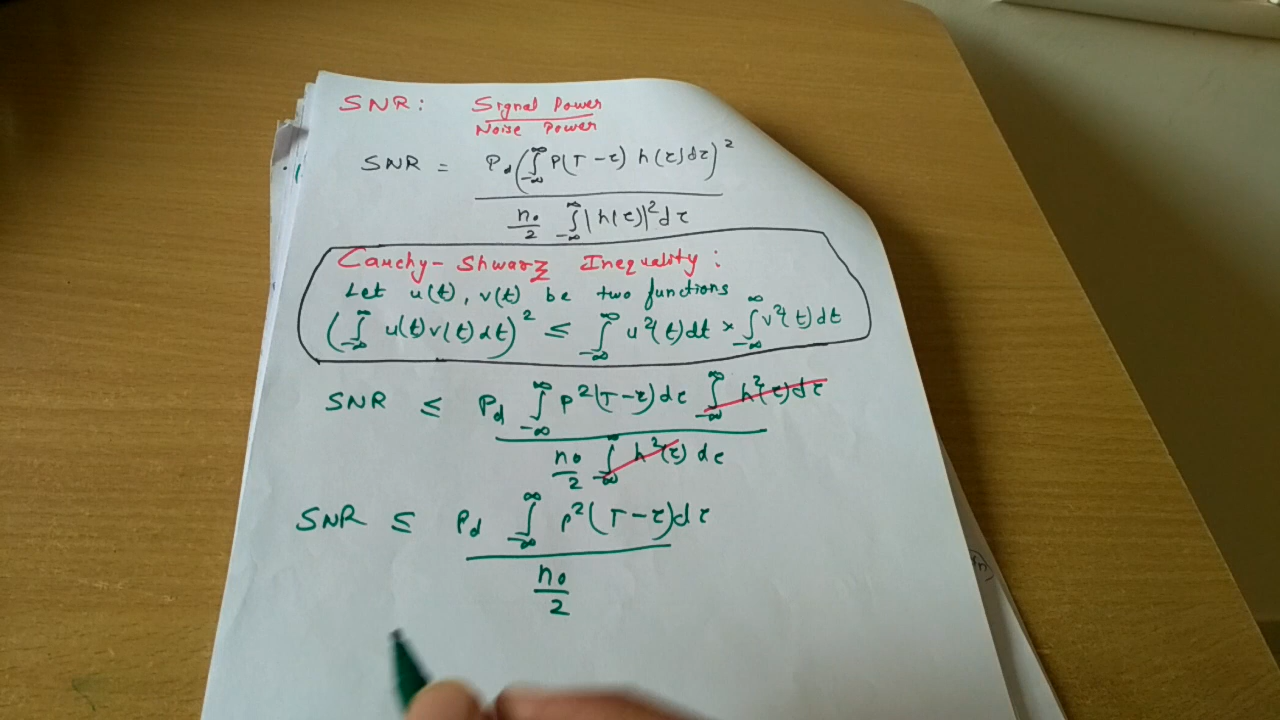 SNR: Signal Power / Noise Power
SNR = P_d (∫_{-∞}^{∞} P(T-τ) h(τ)dτ)² / (n₀/2 ∫_{-∞}^{∞} |h(τ)|² dτ)
Cauchy-Shwarz Inequality:
Let u(t), v(t) be two functions
(∫_{-∞}^{∞} u(t)v(t)dt)² ≤ ∫_{-∞}^{∞} u²(t)dt × ∫_{-∞}^{∞} v²(t)dt
SNR ≤ P_d ∫_{-∞}^{∞} P²(T-τ)dτ ∫_{-∞}^{∞} h²(τ)dτ / (n₀/2 ∫_{-∞}^{∞} h²(τ)dτ)
SNR ≤ P_d ∫_{-∞}^{∞} P²(T-τ)dτ / (n₀/2)